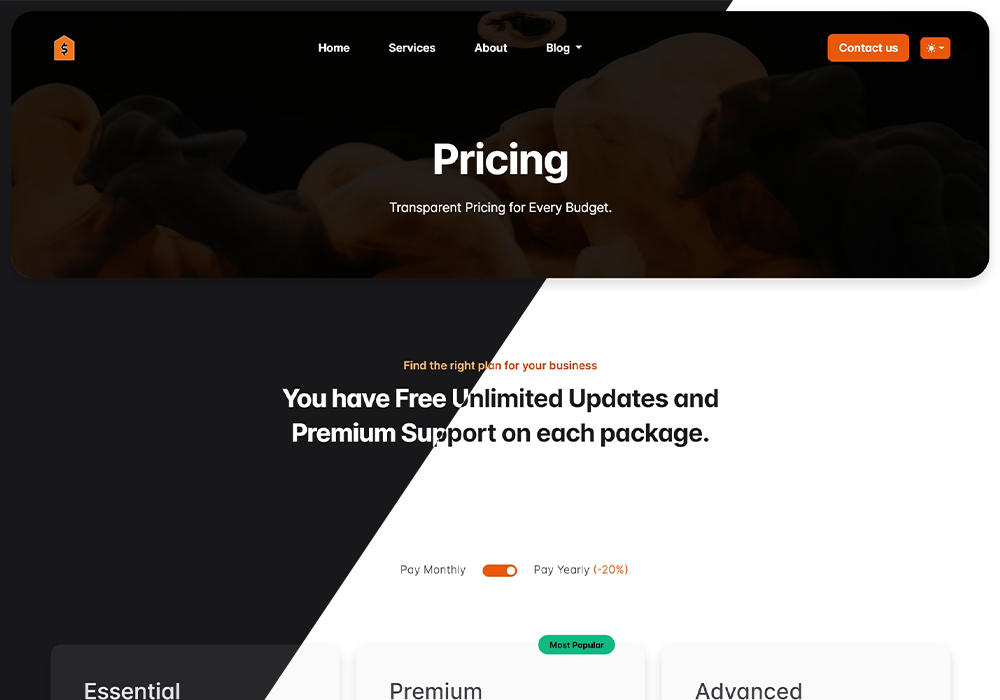 $
Home Services About Blog Contact us
Pricing
Transparent Pricing for Every Budget.
Find the right plan for your business
You have Free Unlimited Updates and
Premium Support on each package.
Pay Monthly Pay Yearly (-20%)
Most Popular
Essential Premium Advanced